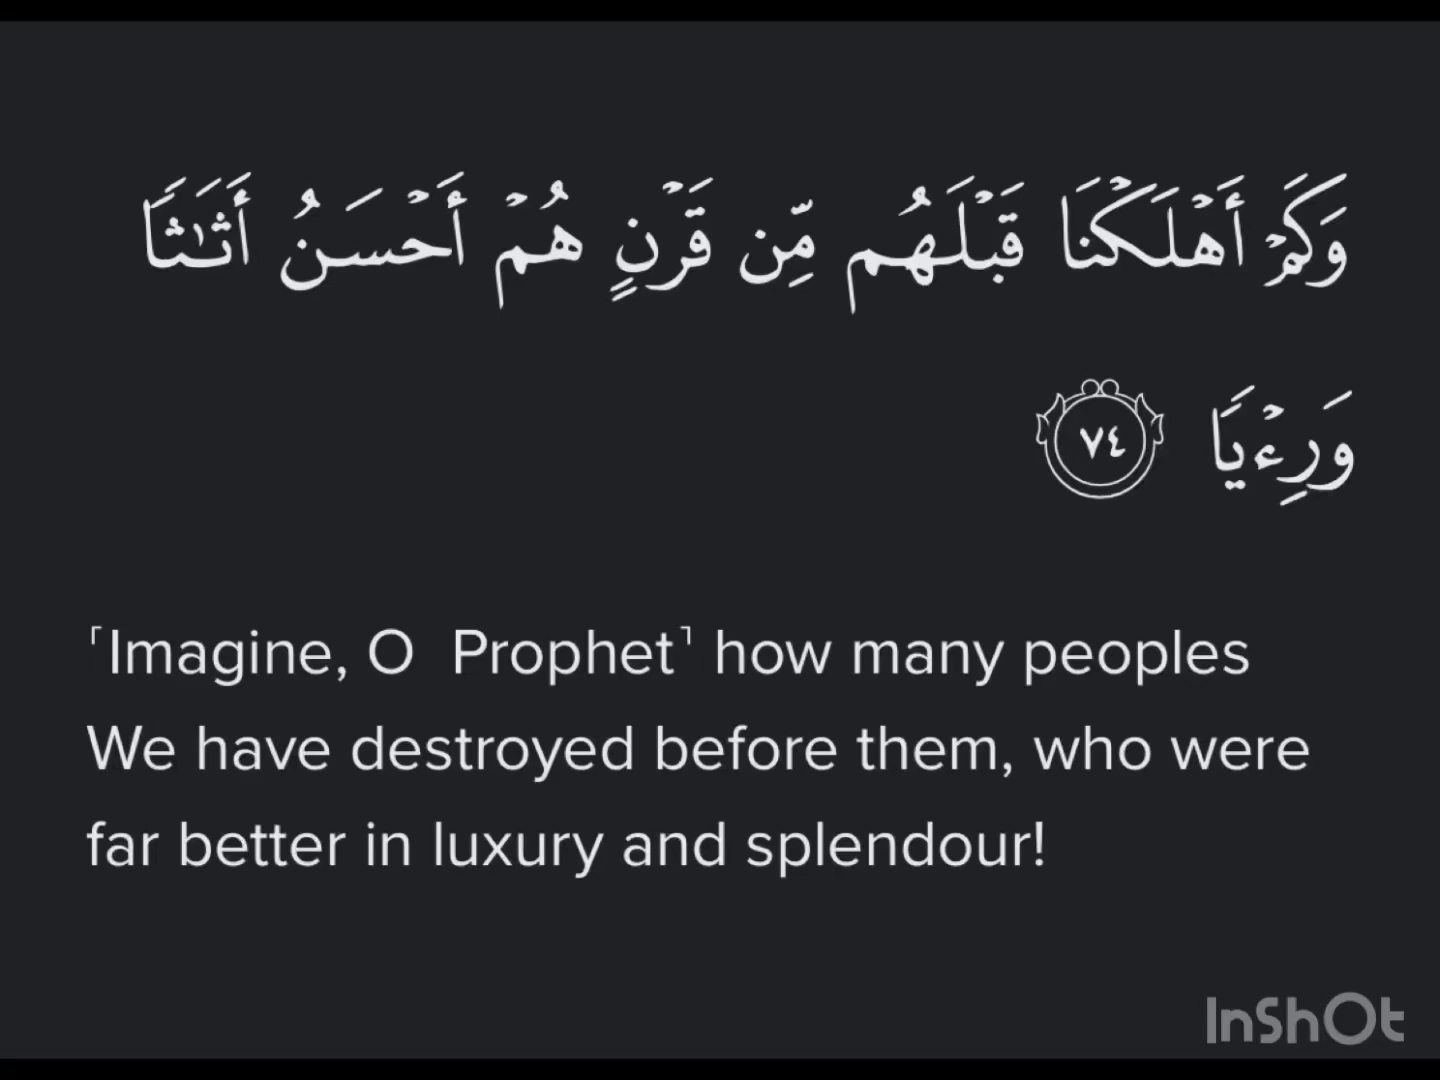 وَكَمۡ أَهۡلَكۡنَا قَبۡلَهُم مِّن قَرۡنٍ هُمۡ أَحۡسَنُ أَثَٰثٗا
وَرِءۡيٗا ٧٤
⸢Imagine, O Prophet⸣ how many peoples
We have destroyed before them, who were
far better in luxury and splendour!
InShOt